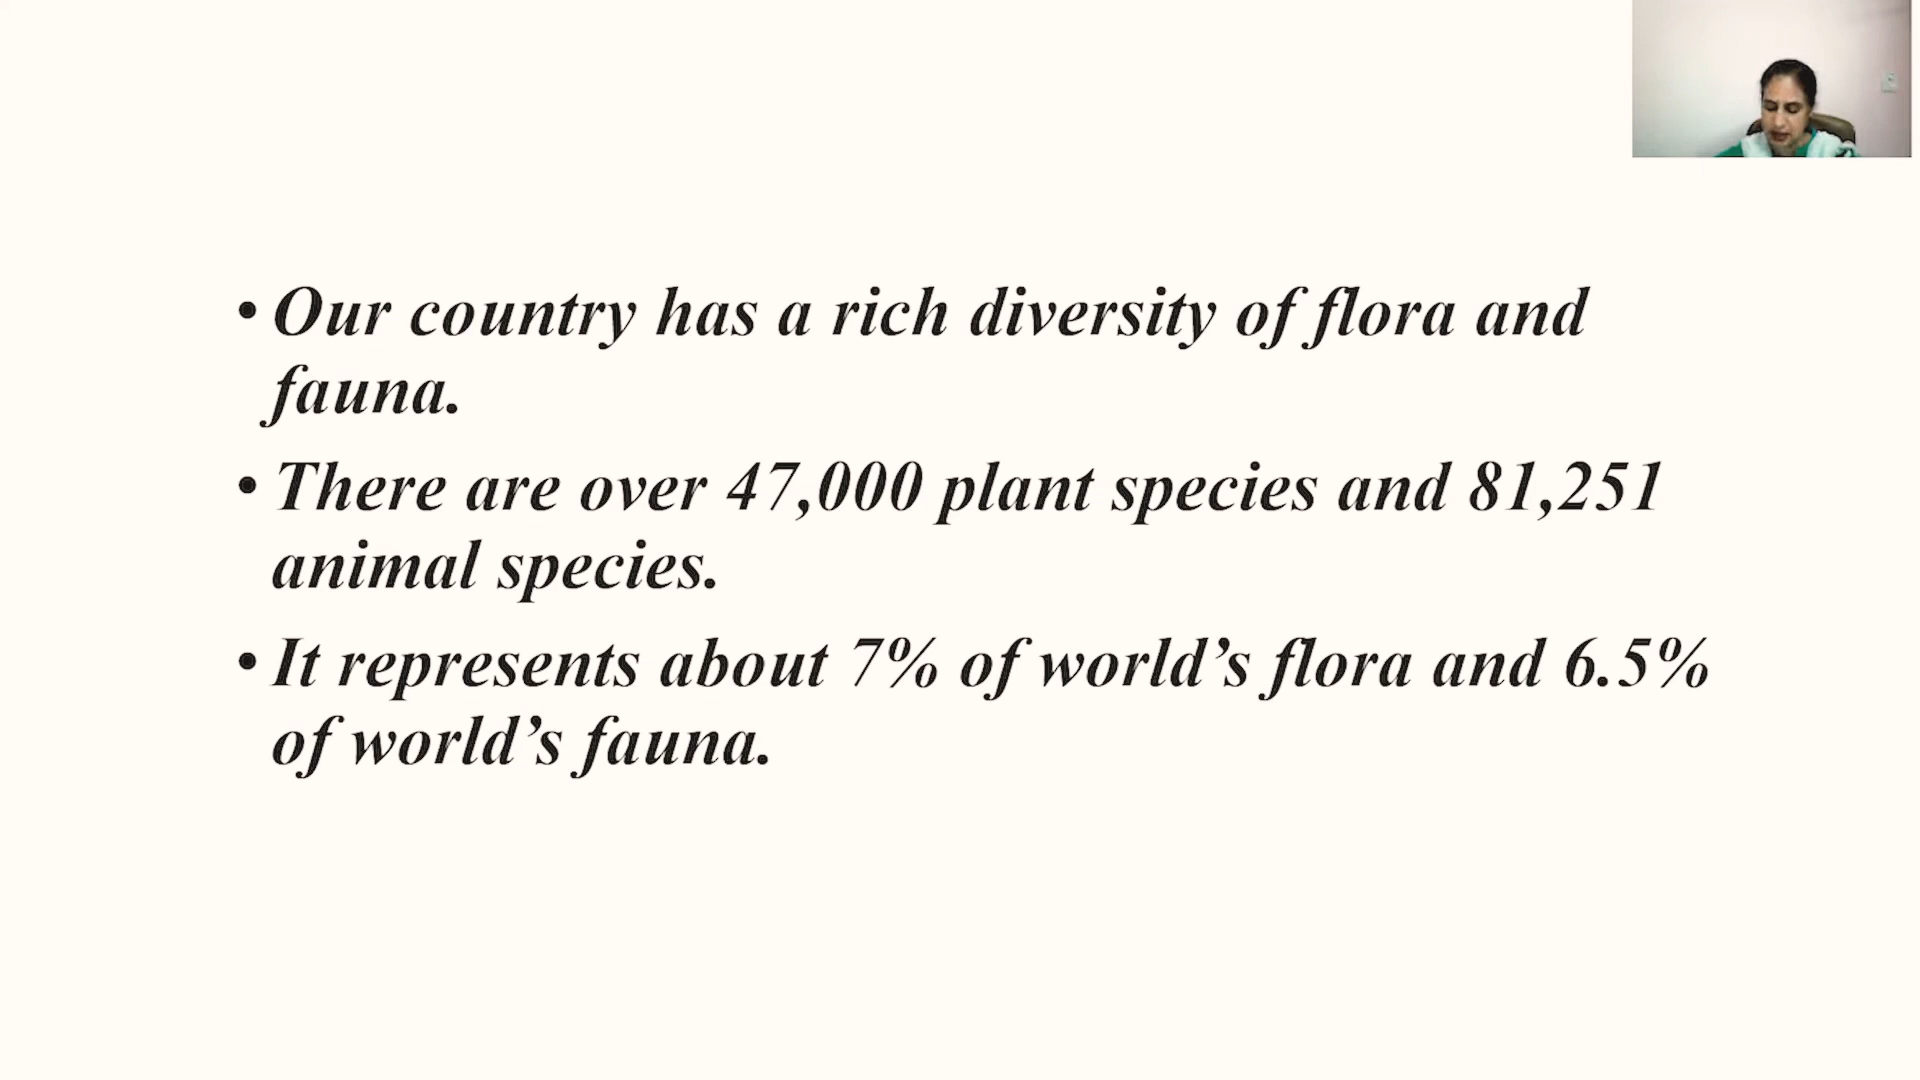 • Our country has a rich diversity of flora and
fauna.
• There are over 47,000 plant species and 81,251
animal species.
• It represents about 7% of world’s flora and 6.5%
of world’s fauna.